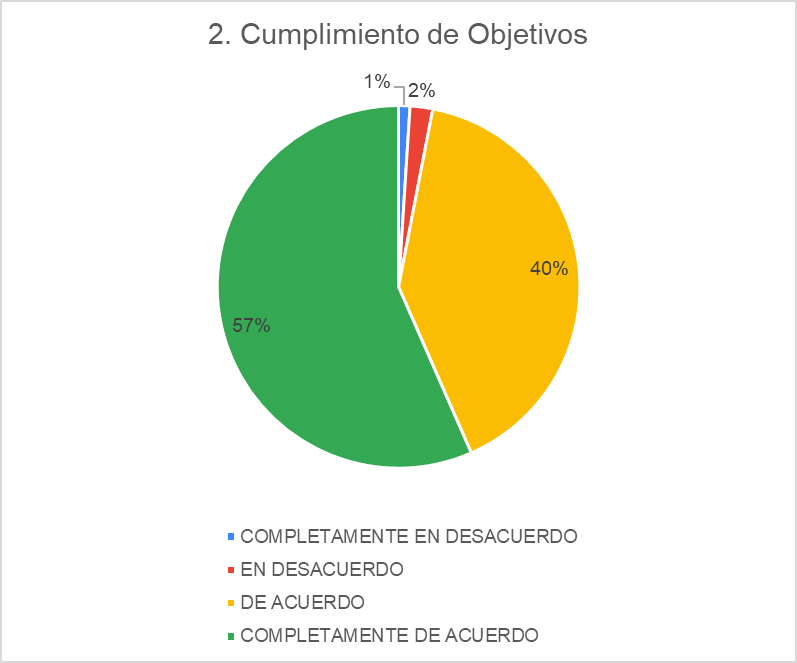 2. Cumplimiento de Objetivos
1%
2%
40%
57%
COMPLETAMENTE EN DESACUERDO
EN DESACUERDO
DE ACUERDO
COMPLETAMENTE DE ACUERDO